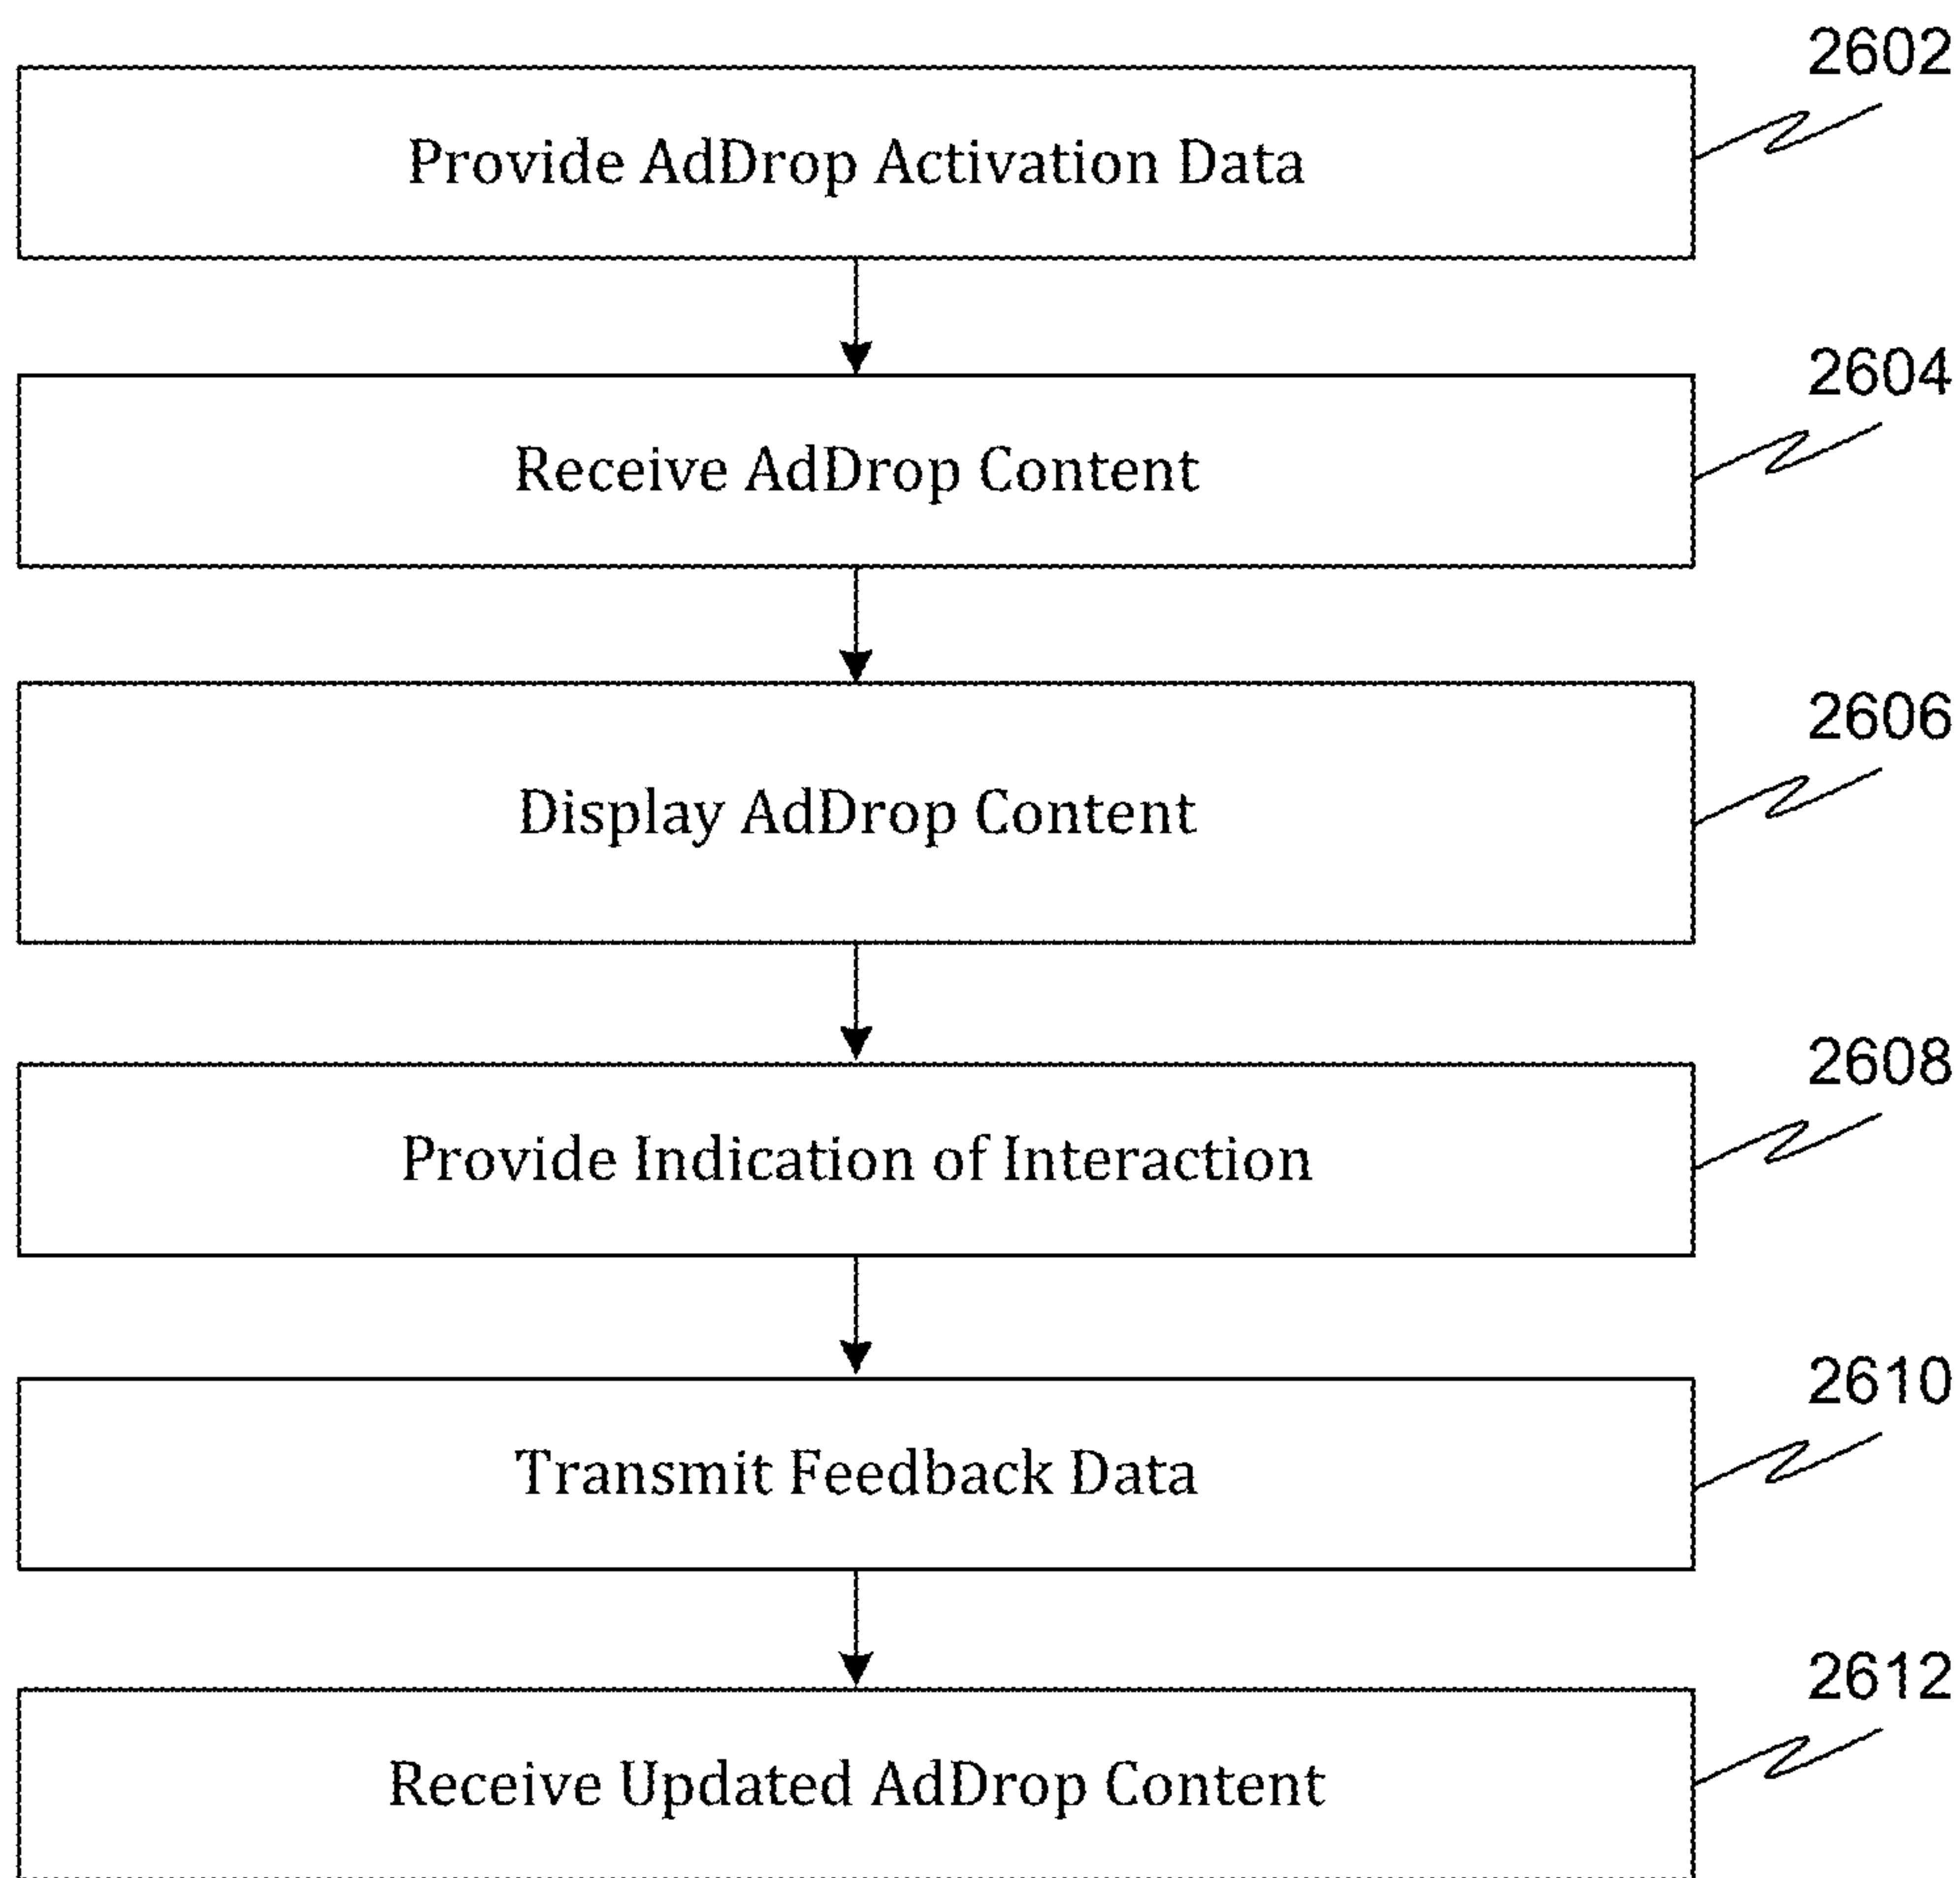 2602
Provide AdDrop Activation Data
2604
Receive AdDrop Content
2606
Display AdDrop Content
2608
Provide Indication of Interaction
2610
Transmit Feedback Data
2612
Receive Updated AdDrop Content